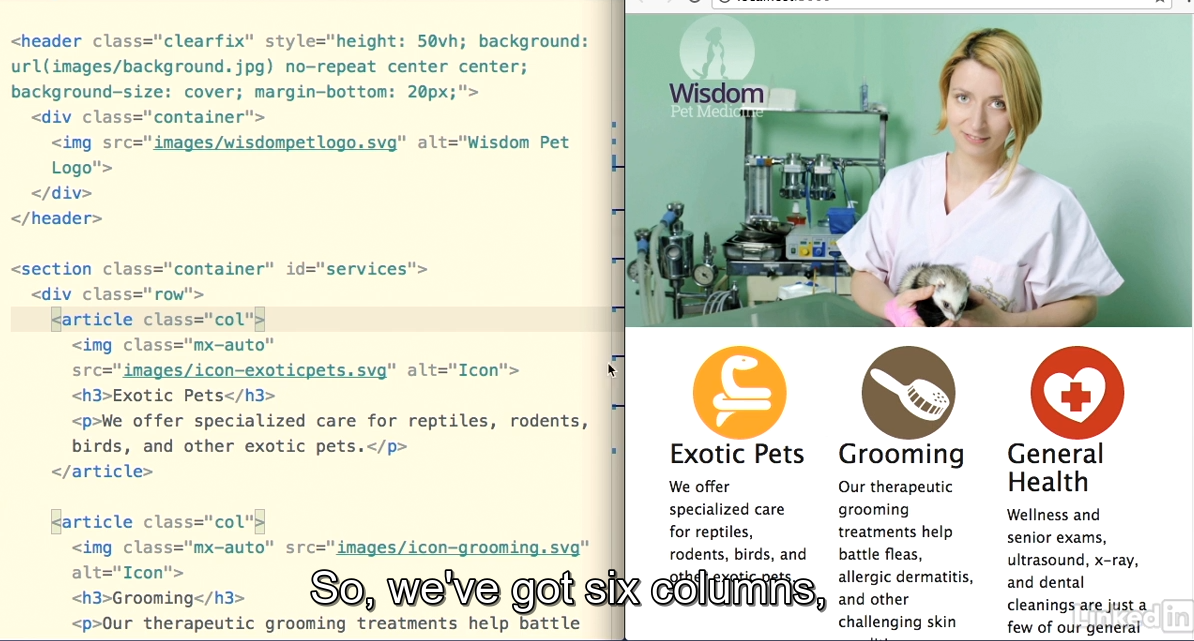 <header class="clearfix" style="height: 50vh; background:
url(images/background.jpg) no-repeat center center;
background-size: cover; margin-bottom: 20px;">
<div class="container">
<img src="images/wisdompetlogo.svg" alt="Wisdom Pet
Logo">
</div>
</header>
<section class="container" id="services">
<div class="row">
<article class="col">
<img class="mx-auto"
src="images/icon-exoticpets.svg" alt="Icon">
<h3>Exotic Pets</h3>
<p>We offer specialized care for reptiles, rodents,
birds, and other exotic pets.</p>
</article>
<article class="col">
<img class="mx-auto" src="images/icon-grooming.svg"
alt="Icon">
<h3>Grooming</h3>
<p>Our therapeutic grooming treatments help battle
Wisdom
Pet Medicine
Exotic Pets
We offer
specialized care
for reptiles,
rodents, birds, and
other exotic pets.
Grooming
Our therapeutic
grooming
treatments help
battle fleas,
allergic dermatitis,
and other
challenging skin
General
Health
Wellness and
senior exams,
ultrasound, x-ray,
and dental
cleanings are just a
few of our general
So, we've got six columns,
LinkedIn